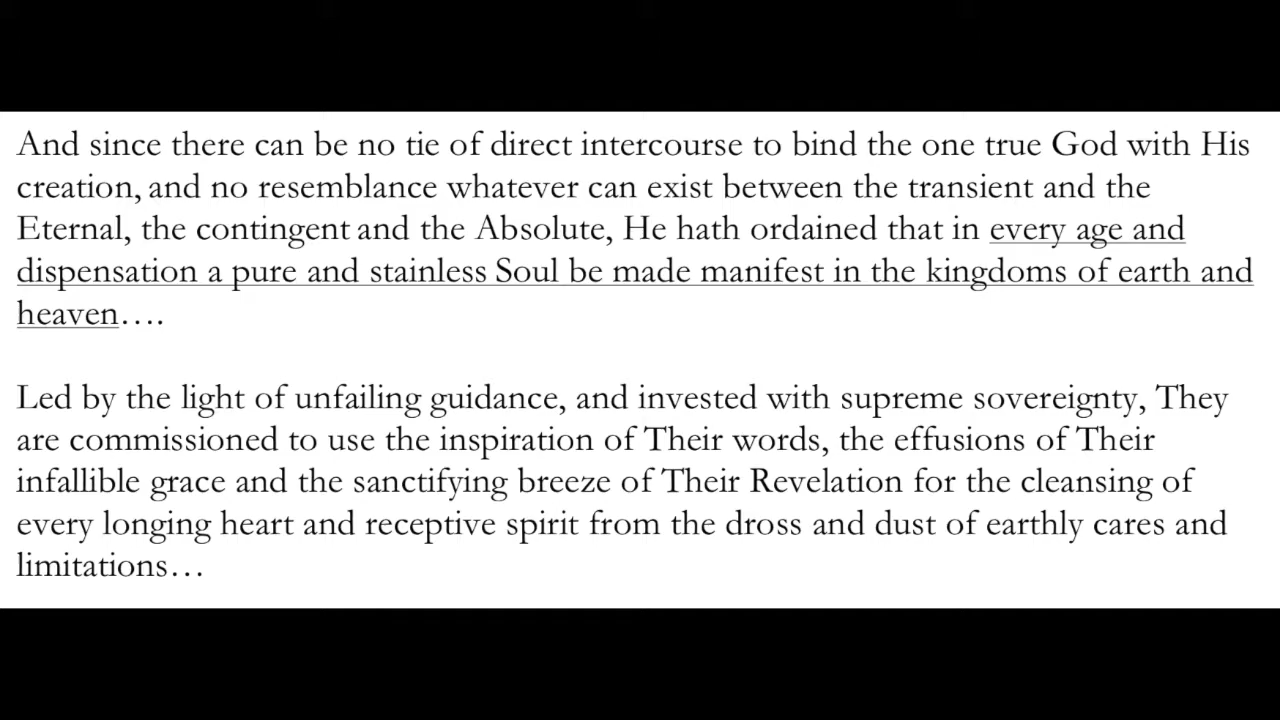 And since there can be no tie of direct intercourse to bind the one true God with His
creation, and no resemblance whatever can exist between the transient and the
Eternal, the contingent and the Absolute, He hath ordained that in every age and
dispensation a pure and stainless Soul be made manifest in the kingdoms of earth and
heaven….
Led by the light of unfailing guidance, and invested with supreme sovereignty, They
are commissioned to use the inspiration of Their words, the effusions of Their
infallible grace and the sanctifying breeze of Their Revelation for the cleansing of
every longing heart and receptive spirit from the dross and dust of earthly cares and
limitations…